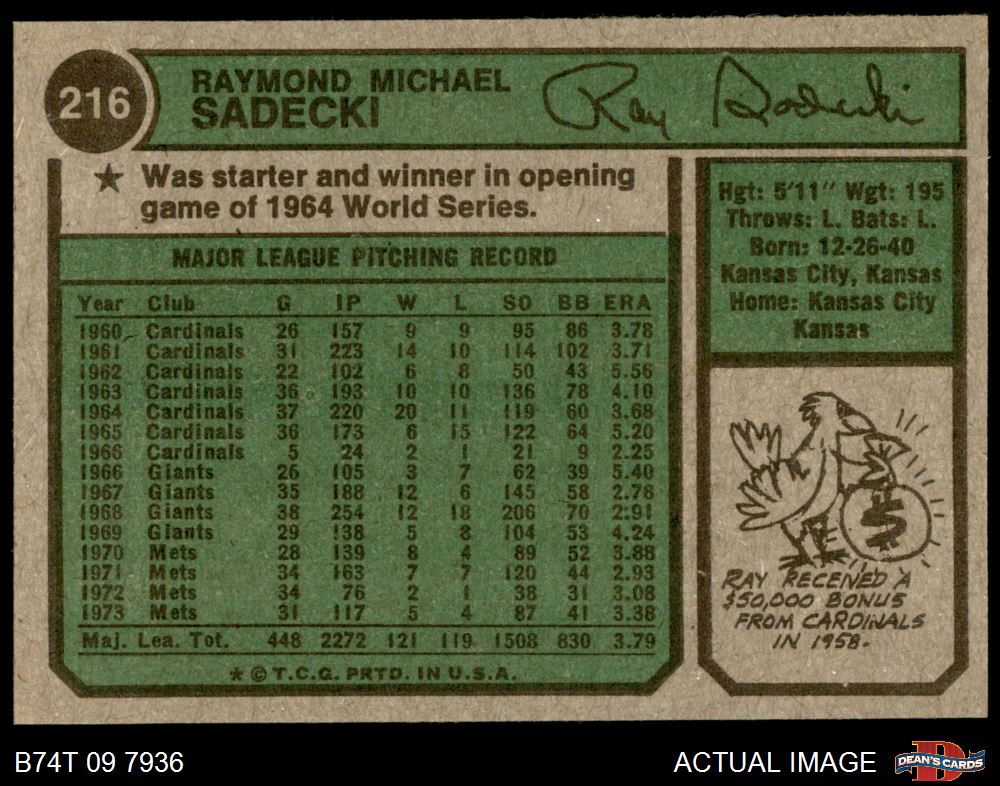 216
RAYMOND MICHAEL
SADECKI
Ray Sadecki
★ Was starter and winner in opening
game of 1964 World Series.
MAJOR LEAGUE PITCHING RECORD
Year Club G IP W L SO BB ERA
1960 Cardinals 26 157 9 9 95 86 3.78
1961 Cardinals 31 223 14 10 114 102 3.71
1962 Cardinals 22 102 6 8 50 43 5.56
1963 Cardinals 36 193 10 10 136 78 4.10
1964 Cardinals 37 220 20 11 119 60 3.68
1965 Cardinals 36 173 6 15 122 64 5.20
1966 Cardinals 5 24 2 1 21 9 2.25
1966 Giants 26 105 3 7 62 39 5.40
1967 Giants 35 188 12 6 145 58 2.78
1968 Giants 38 254 12 18 206 70 2.91
1969 Giants 29 138 5 8 104 53 4.24
1970 Mets 28 139 8 4 89 52 3.88
1971 Mets 34 163 7 7 120 44 2.93
1972 Mets 34 76 2 1 38 31 3.08
1973 Mets 31 117 5 4 87 41 3.38
Maj. Lea. Tot. 448 2272 121 119 1508 830 3.79
★ © T.C.G. PRTD. IN U.S.A.
Hgt: 5'11" Wgt: 195
Throws: L. Bats: L.
Born: 12-26-40
Kansas City, Kansas
Home: Kansas City
Kansas
$
RAY RECEIVED A
$50,000 BONUS
FROM CARDINALS
IN 1958.
B74T 09 7936
ACTUAL IMAGE
D
DEAN'S CARDS